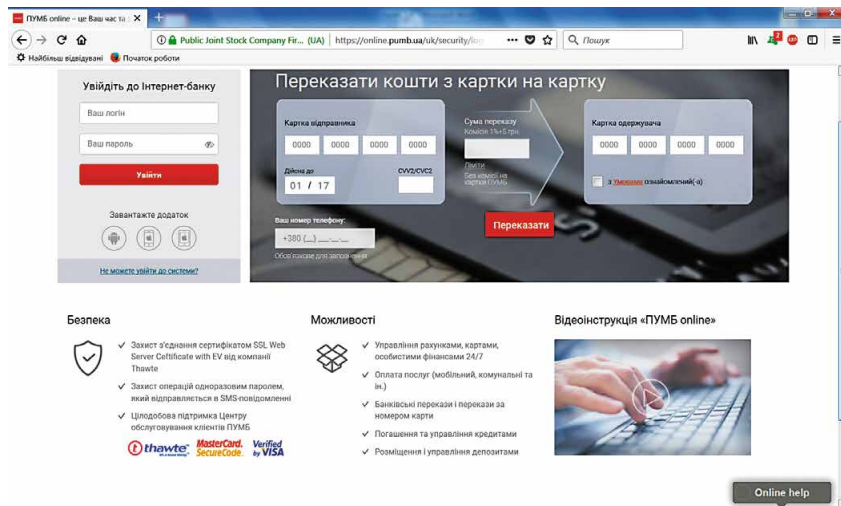 ПУМБ online – це Ваш час та
Public Joint Stock Company Fir... (UA)
https://online.pumb.ua/uk/security/log
Пошук
Найбільш відвідувані
Початок роботи
Увійдіть до Інтернет-банку
Ваш логін
Ваш пароль
Увійти
Завантажте додаток
Не можете увійти до системи?
Переказати кошти з картки на картку
Картка відправника
0000 0000 0000 0000
Дійсна до
CVV2/CVC2
01 / 17
Ваш номер телефону:
+380 (__) ___-__-__
Обов'язкове для заповнення
Сума переказу
Комісія 1%+5 грн
Ліміти
Без комісії на
картки ПУМБ
Картка одержувача
0000 0000 0000 0000
з Умовами ознайомлений(-а)
Переказати
Безпека
Захист з'єднання сертифікатом SSL Web
Server Certificate with EV від компанії
Thawte
Захист операцій одноразовим паролем,
який відправляється в SMS-повідомленні
Цілодобова підтримка Центру
обслуговування клієнтів ПУМБ
thawte
MasterCard.
SecureCode.
Verified
by VISA
Можливості
Управління рахунками, картами,
особистими фінансами 24/7
Оплата послуг (мобільний, комунальні та
ін.)
Банківські перекази і перекази за
номером карти
Погашення та управління кредитами
Розміщення і управління депозитами
Відеоінструкція «ПУМБ online»
Online help